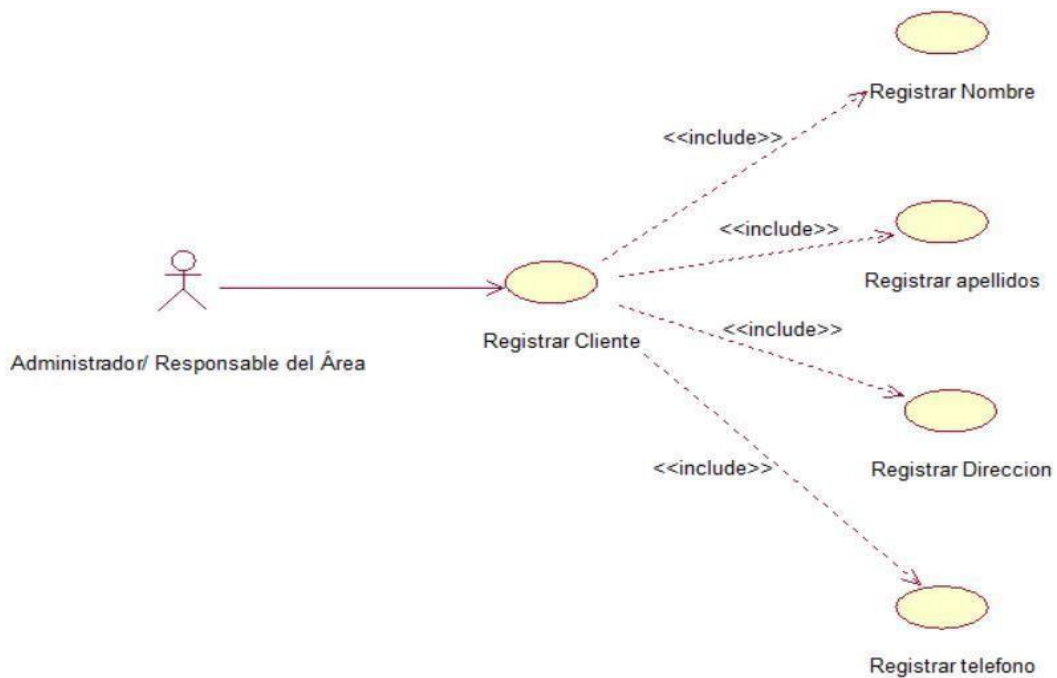 Registrar Nombre
<<include>>
<<include>>
Registrar apellidos
Administrador/ Responsable del Área
Registrar Cliente
<<include>>
<<include>>
Registrar Direccion
Registrar telefono